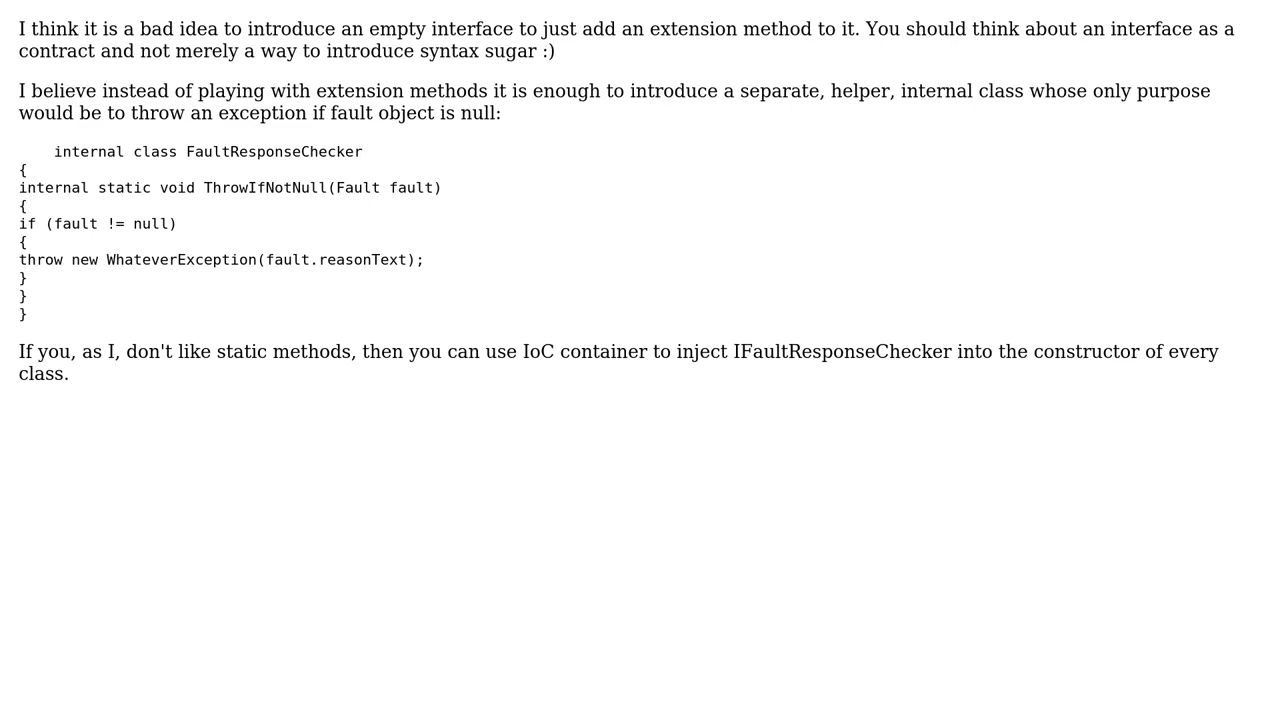 I think it is a bad idea to introduce an empty interface to just add an extension method to it. You should think about an interface as a
contract and not merely a way to introduce syntax sugar :)
I believe instead of playing with extension methods it is enough to introduce a separate, helper, internal class whose only purpose
would be to throw an exception if fault object is null:
    internal class FaultResponseChecker
{
internal static void ThrowIfNotNull(Fault fault)
{
if (fault != null)
{
throw new WhateverException(fault.reasonText);
}
}
}
If you, as I, don't like static methods, then you can use IoC container to inject IFaultResponseChecker into the constructor of every
class.